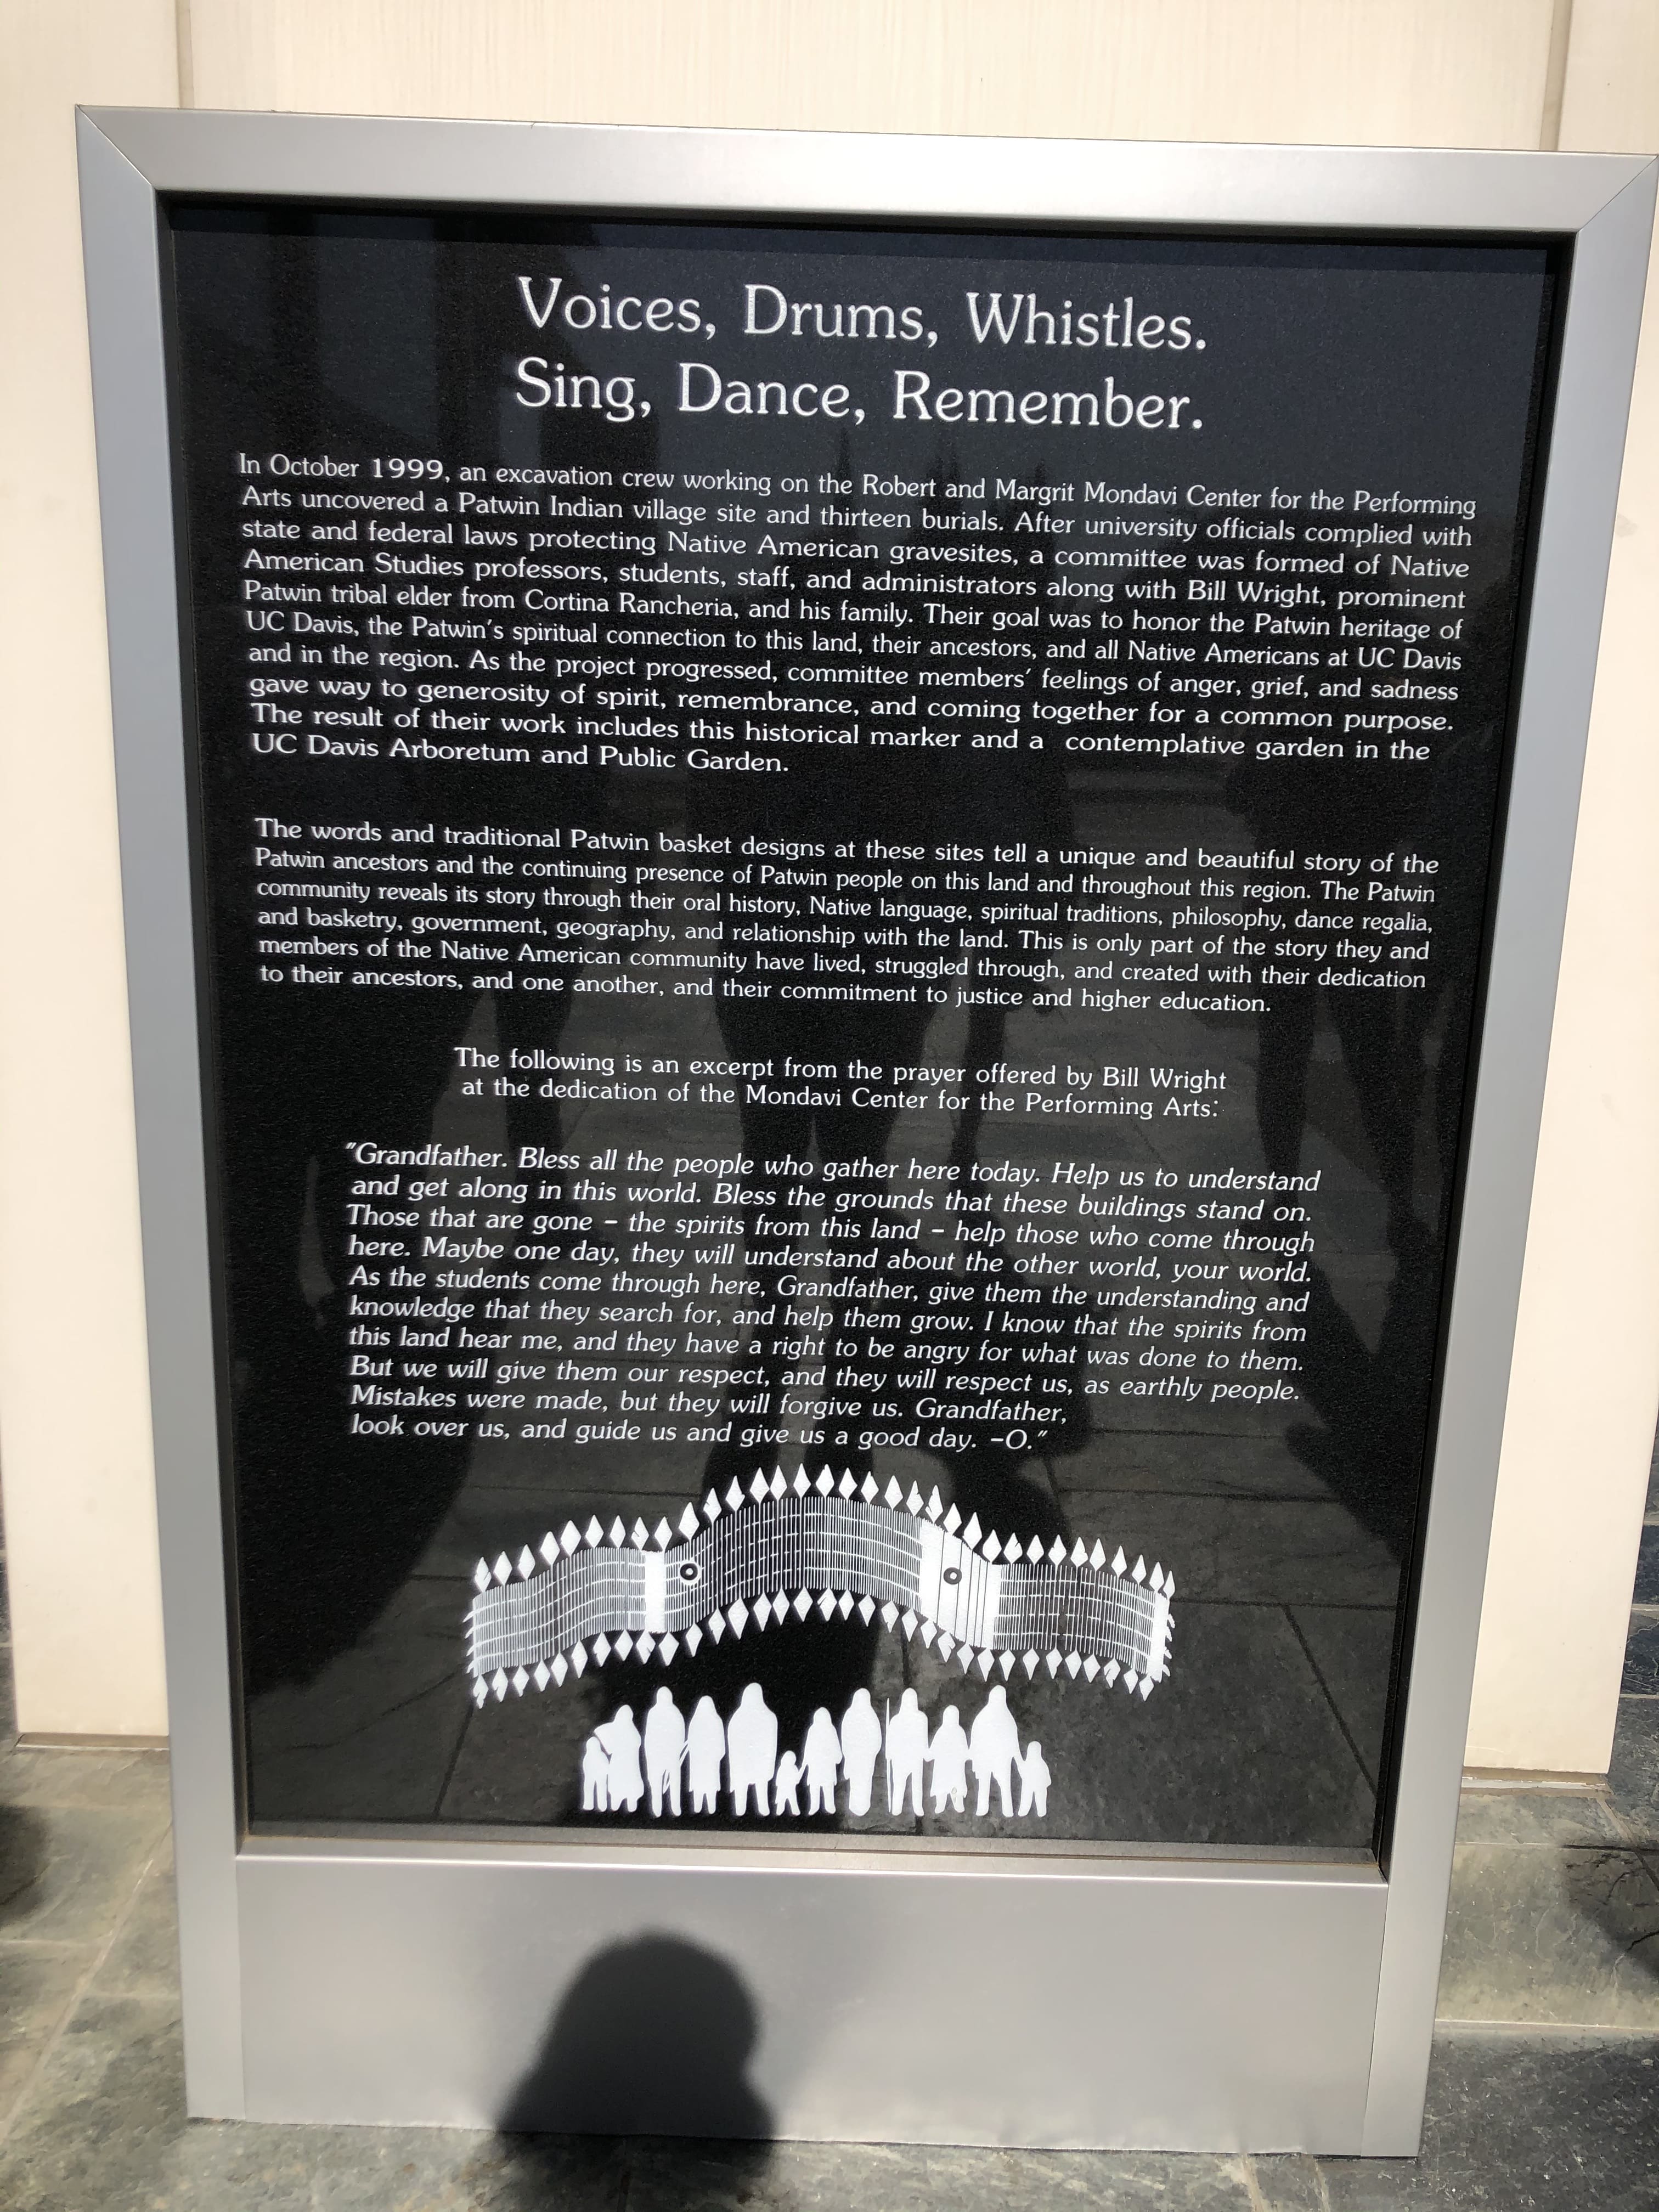 Voices, Drums, Whistles.
Sing, Dance, Remember.
In October 1999, an excavation crew working on the Robert and Margrit Mondavi Center for the Performing
Arts uncovered a Patwin Indian village site and thirteen burials. After university officials complied with
state and federal laws protecting Native American gravesites, a committee was formed of Native
American Studies professors, students, staff, and administrators along with Bill Wright, prominent
Patwin tribal elder from Cortina Rancheria, and his family. Their goal was to honor the Patwin heritage of
UC Davis, the Patwin's spiritual connection to this land, their ancestors, and all Native Americans at UC Davis
and in the region. As the project progressed, committee members' feelings of anger, grief, and sadness
gave way to generosity of spirit, remembrance, and coming together for a common purpose.
The result of their work includes this historical marker and a contemplative garden in the
UC Davis Arboretum and Public Garden.
The words and traditional Patwin basket designs at these sites tell a unique and beautiful story of the
Patwin ancestors and the continuing presence of Patwin people on this land and throughout this region. The Patwin
community reveals its story through their oral history, Native language, spiritual traditions, philosophy, dance regalia,
and basketry, government, geography, and relationship with the land. This is only part of the story they and
members of the Native American community have lived, struggled through, and created with their dedication
to their ancestors, and one another, and their commitment to justice and higher education.
The following is an excerpt from the prayer offered by Bill Wright
at the dedication of the Mondavi Center for the Performing Arts:
"Grandfather. Bless all the people who gather here today. Help us to understand
and get along in this world. Bless the grounds that these buildings stand on.
Those that are gone – the spirits from this land – help those who come through
here. Maybe one day, they will understand about the other world, your world.
As the students come through here, Grandfather, give them the understanding and
knowledge that they search for, and help them grow. I know that the spirits from
this land hear me, and they have a right to be angry for what was done to them.
But we will give them our respect, and they will respect us, as earthly people.
Mistakes were made, but they will forgive us. Grandfather,
look over us, and guide us and give us a good day. –O."